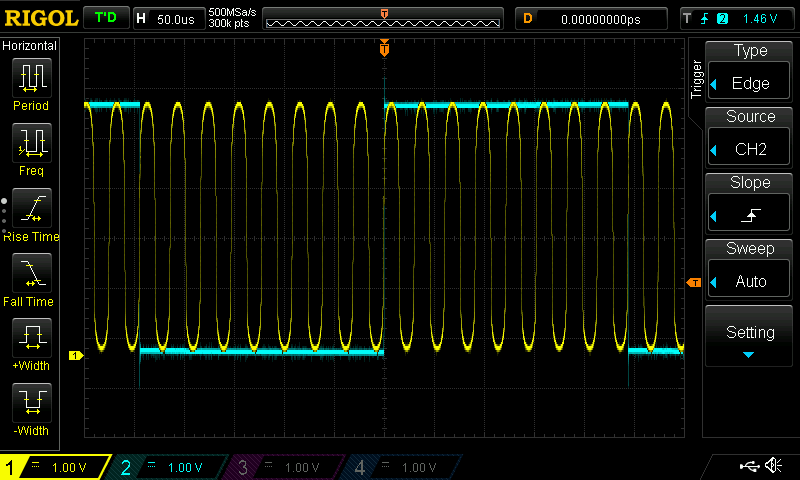 RIGOL T'D H 50.0us 500MSa/s
300k pts T D 0.00000000ps T 2 1.46 V
Horizontal
Period
Freq
Rise Time
Fall Time
+Width
-Width
T
1
T
Trigger
Type
Edge
Source
CH2
Slope
Sweep
Auto
Setting
1 1.00 V 2 1.00 V 3 1.00 V 4 1.00 V